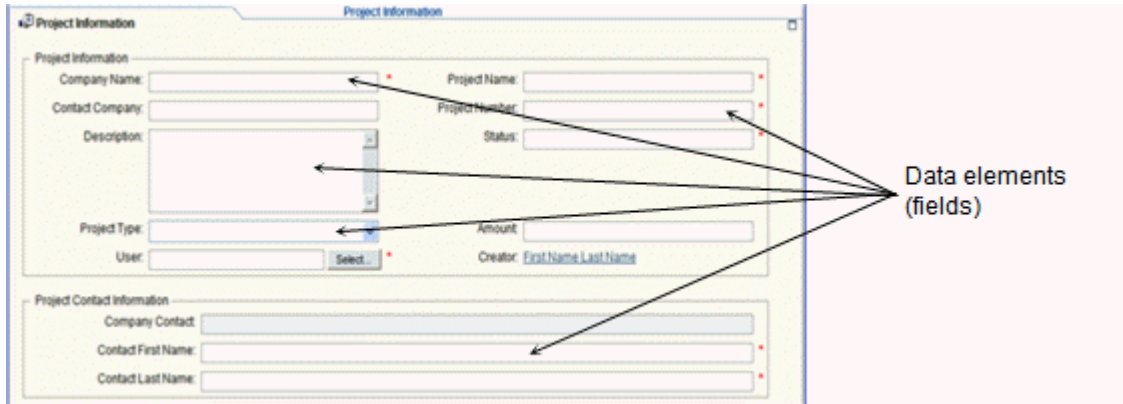 Project Information
Project Information
Project Information
Company Name: * Project Name: *
Contact Company: Project Number: *
Description: Status: *
Project Type: Amount:
User: Select... * Creator: First Name Last Name
Data elements
(fields)
Project Contact Information
Company Contact:
Contact First Name: *
Contact Last Name: *